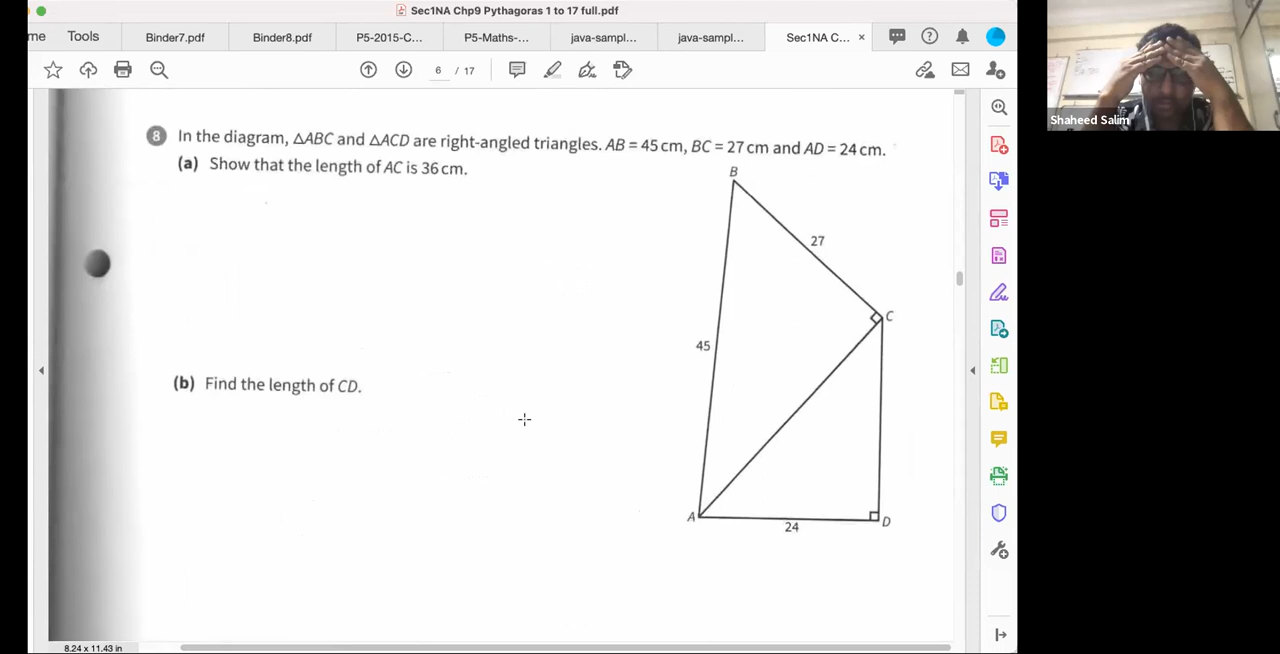 Sec1NA Chp9 Pythagoras 1 to 17 full.pdf
me Tools Binder7.pdf Binder8.pdf P5-2015-C... P5-Maths-... java-sampl... java-sampl... Sec1NA C... ×
6 / 17
Shaheed Salim
8 In the diagram, △ABC and △ACD are right-angled triangles. AB = 45 cm, BC = 27 cm and AD = 24 cm.
(a) Show that the length of AC is 36 cm.
B
27
C
45
(b) Find the length of CD.
A
D
24
8.24 x 11.43 in